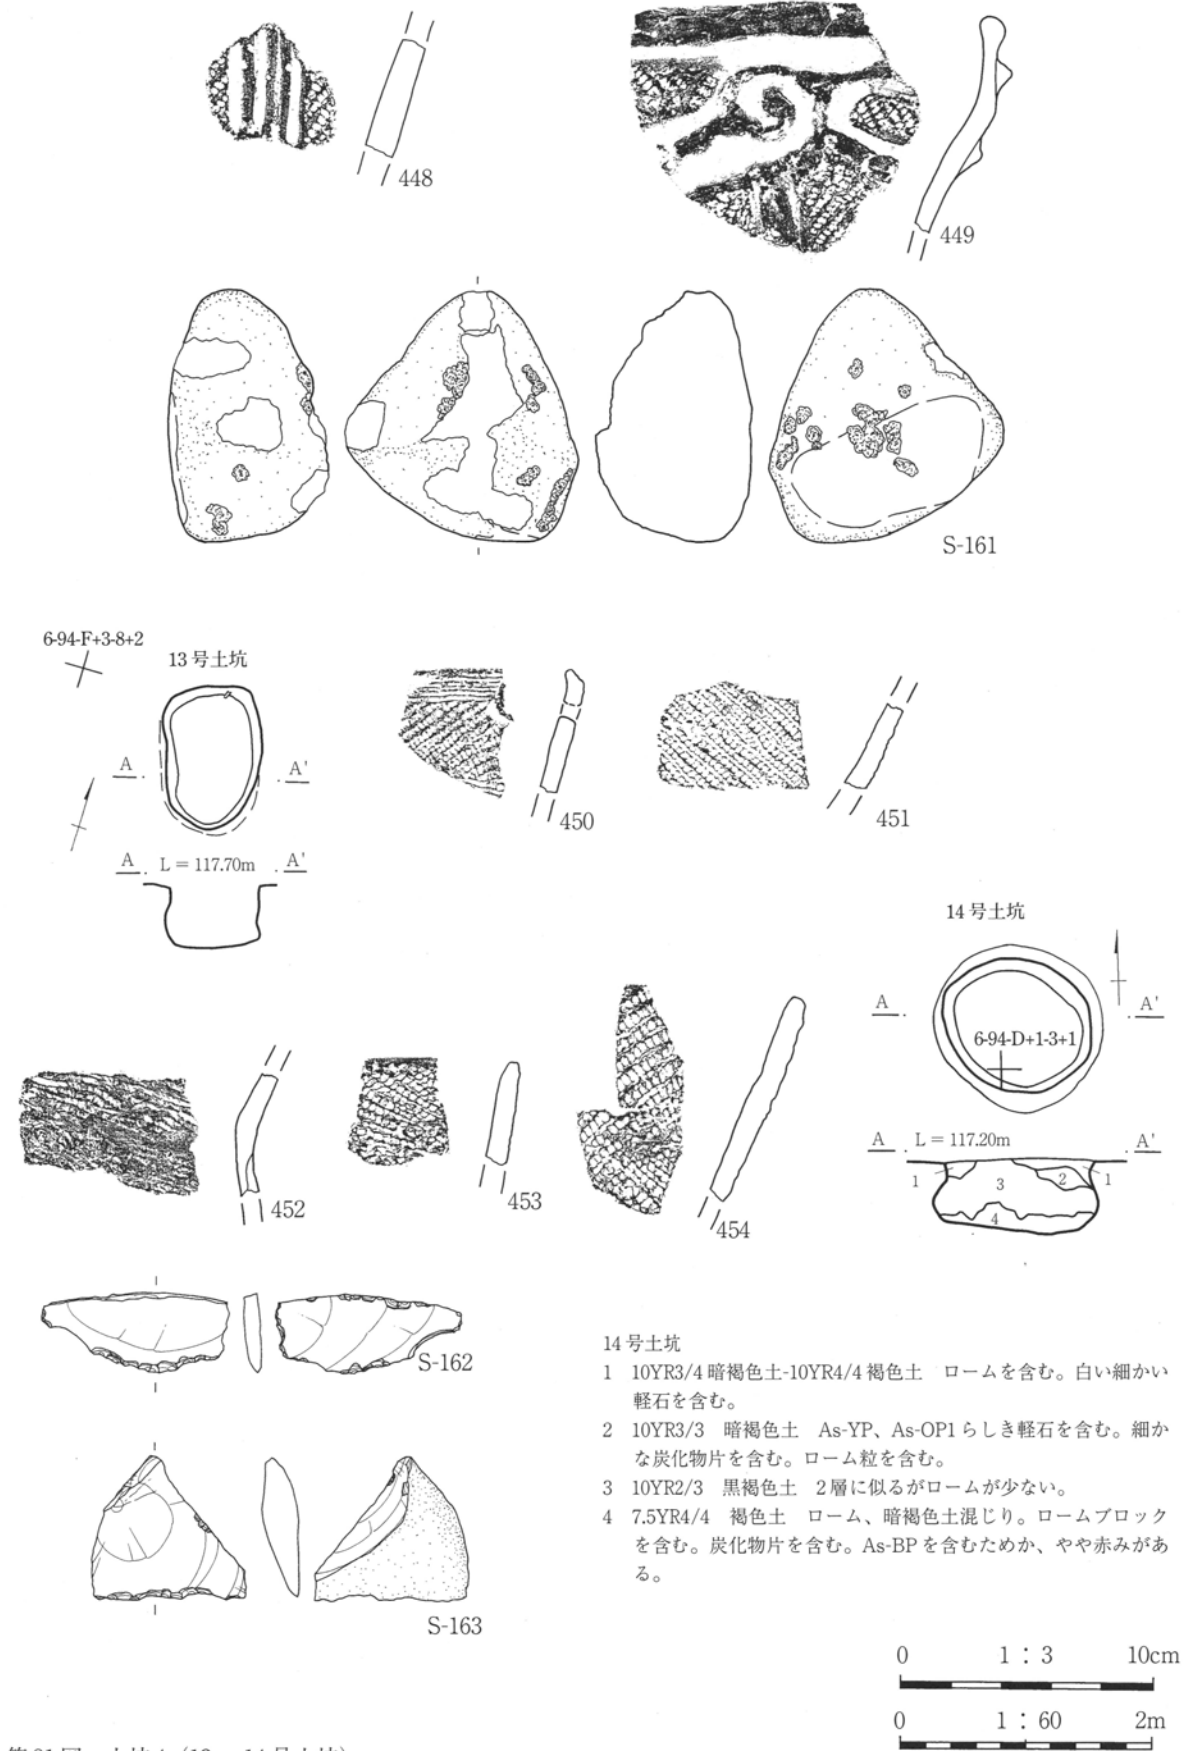 448
449
S-161
6-94-F+3-8+2
13号土坑
A
A'
A
L = 117.70m
A'
450
451
14号土坑
A
A'
6-94-D+1-3+1
A
L = 117.20m
A'
1
3
2
1
4
452
453
454
S-162
S-163
14号土坑
1 10YR3/4暗褐色土-10YR4/4褐色土 ロームを含む。白い細かい
軽石を含む。
2 10YR3/3 暗褐色土 As-YP、As-OP1らしき軽石を含む。細か
な炭化物片を含む。ローム粒を含む。
3 10YR2/3 黒褐色土 2層に似るがロームが少ない。
4 7.5YR4/4 褐色土 ローム、暗褐色土混じり。ロームブロック
を含む。炭化物片を含む。As-BPを含むためか、やや赤みがあ
る。
0 1：3 10cm
0 1：60 2m